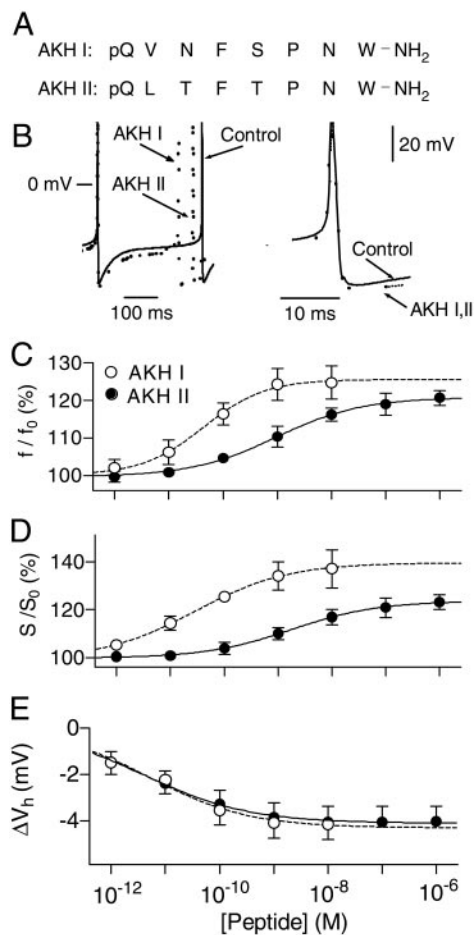 A
AKH I: pQ V N F S P N W - NH2
AKH II: pQ L T F T P N W - NH2
B
AKH I
Control
0 mV
AKH II
20 mV
Control
AKH I,II
100 ms
10 ms
C
f / f0 (%)
130
120
110
100
AKH I
AKH II
D
S/S0 (%)
140
120
100
E
ΔVh (mV)
0
-2
-4
10-12
10-10
10-8
10-6
[Peptide] (M)